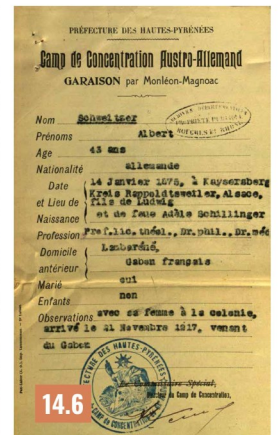 PRÉFECTURE DES HAUTES-PYRÉNÉES
Camp de Concentration Austro-Allemand
GARAISON par Monléon-Magnoac
Nom Schweitzer
Prénoms Albert
Age 43 ans
Nationalité allemande
Date et Lieu de Naissance 14 Janvier 1875, à Kaysersberg
Kreis Rappoltsweiler, Alsace,
fils de Ludwig
et de feue Adèle Schillinger
Profession Prof.lic.théol., Dr.phil., Dr.méd
Domicile antérieur Lambaréné,
Gabon français
Marié oui
Enfants non
Observations avec sa femme à la colonie,
arrivé le 21 Novembre 1917, venant
du Gabon
PRÉFECTURE DES HAUTES-PYRÉNÉES
CAMP DE CONCENTRATION
Le Commissaire Spécial,
Directeur du Camp de Concentration,
14.6